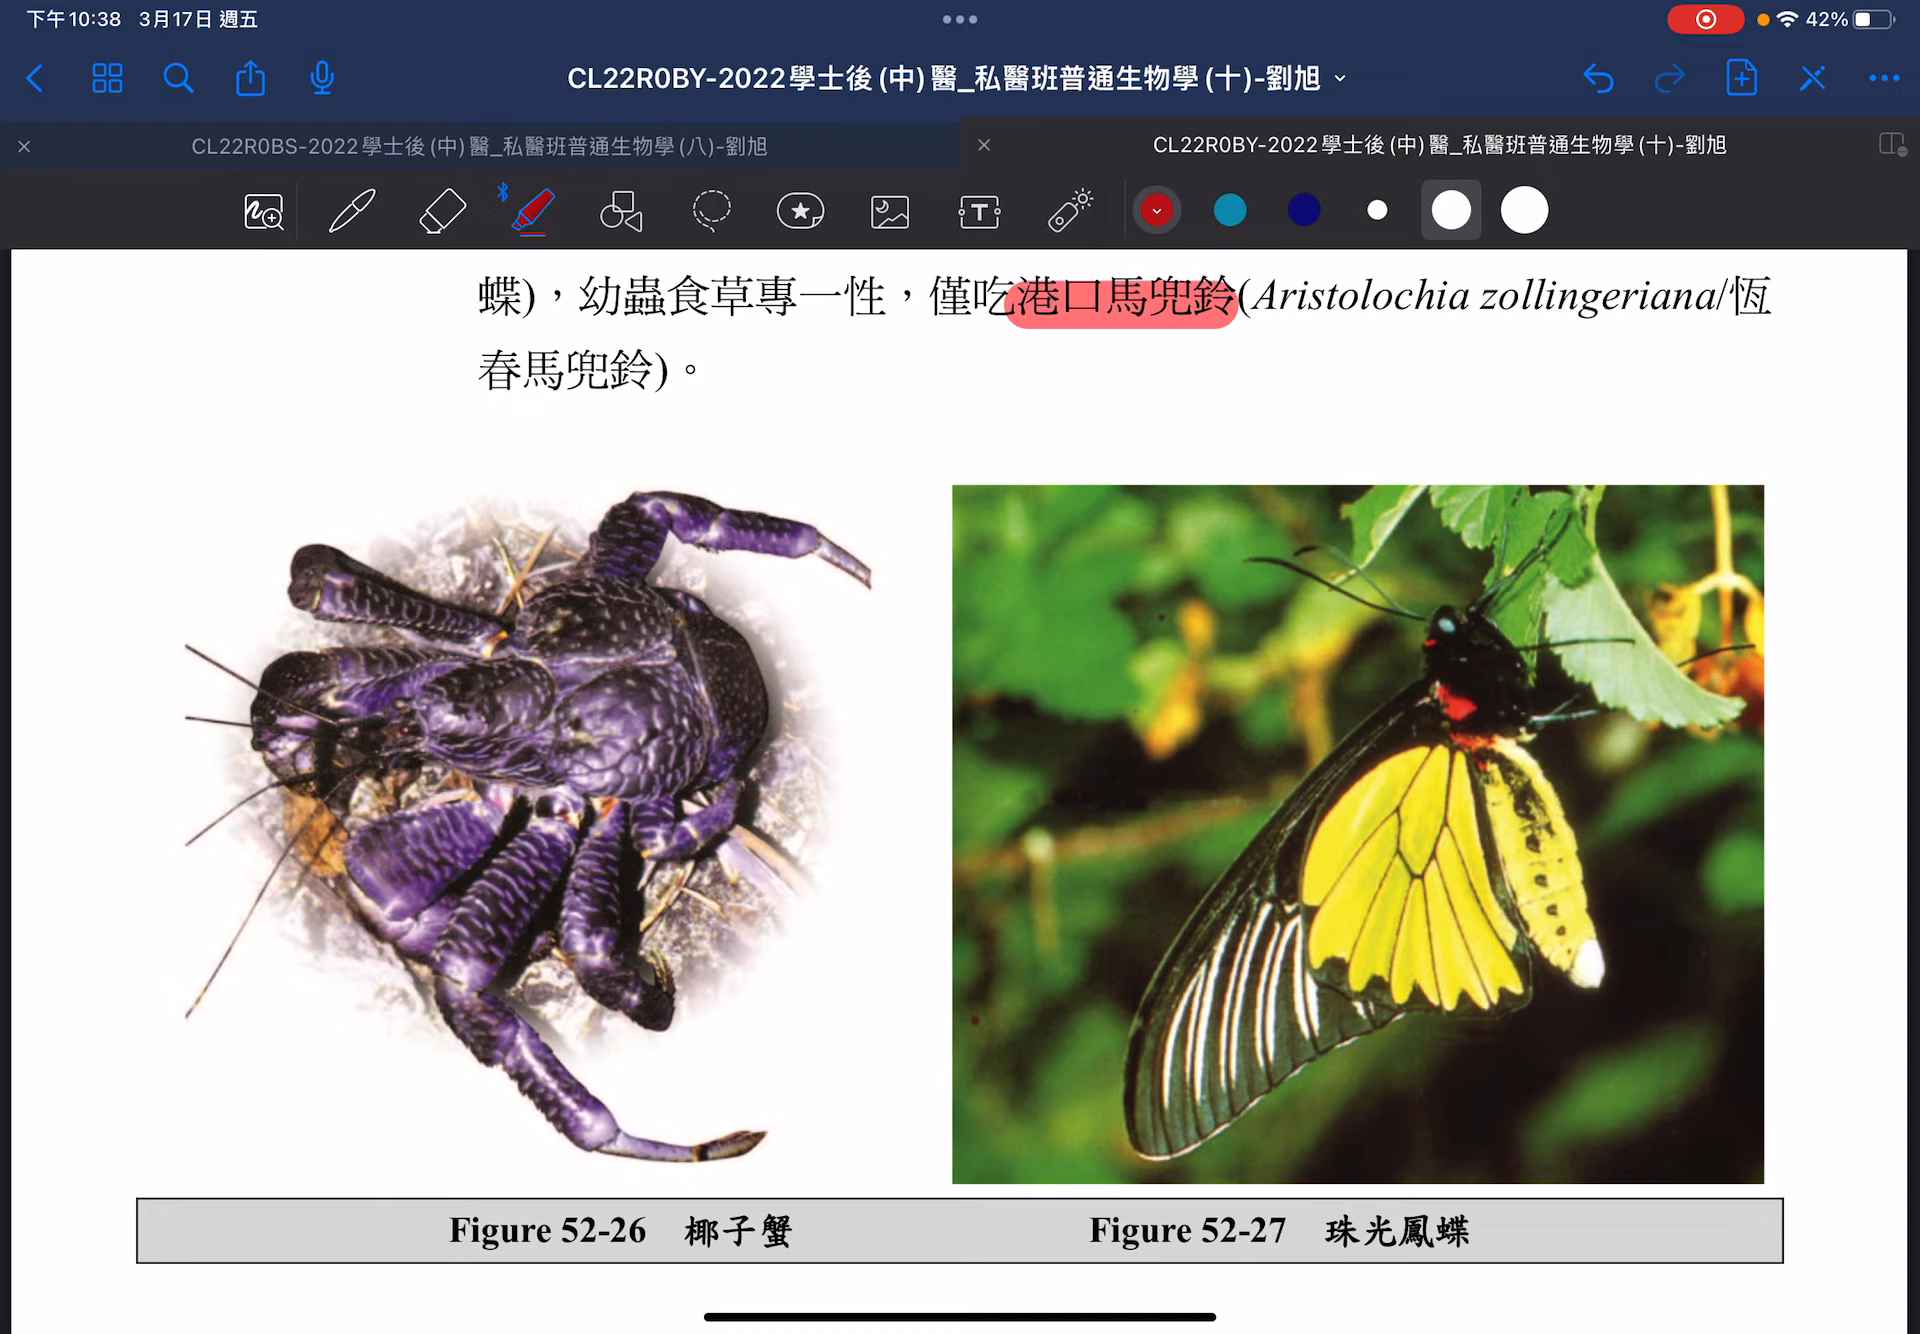 下午10:38 3月17日 週五
42%
CL22R0BY-2022學士後(中)醫_私醫班普通生物學(十)-劉旭
CL22R0BS-2022學士後(中)醫_私醫班普通生物學(八)-劉旭
CL22R0BY-2022學士後(中)醫_私醫班普通生物學(十)-劉旭
T
蝶),幼蟲食草專一性,僅吃港口馬兜鈴(Aristolochia zollingeriana/恆
春馬兜鈴)。
Figure 52-26 椰子蟹
Figure 52-27 珠光鳳蝶